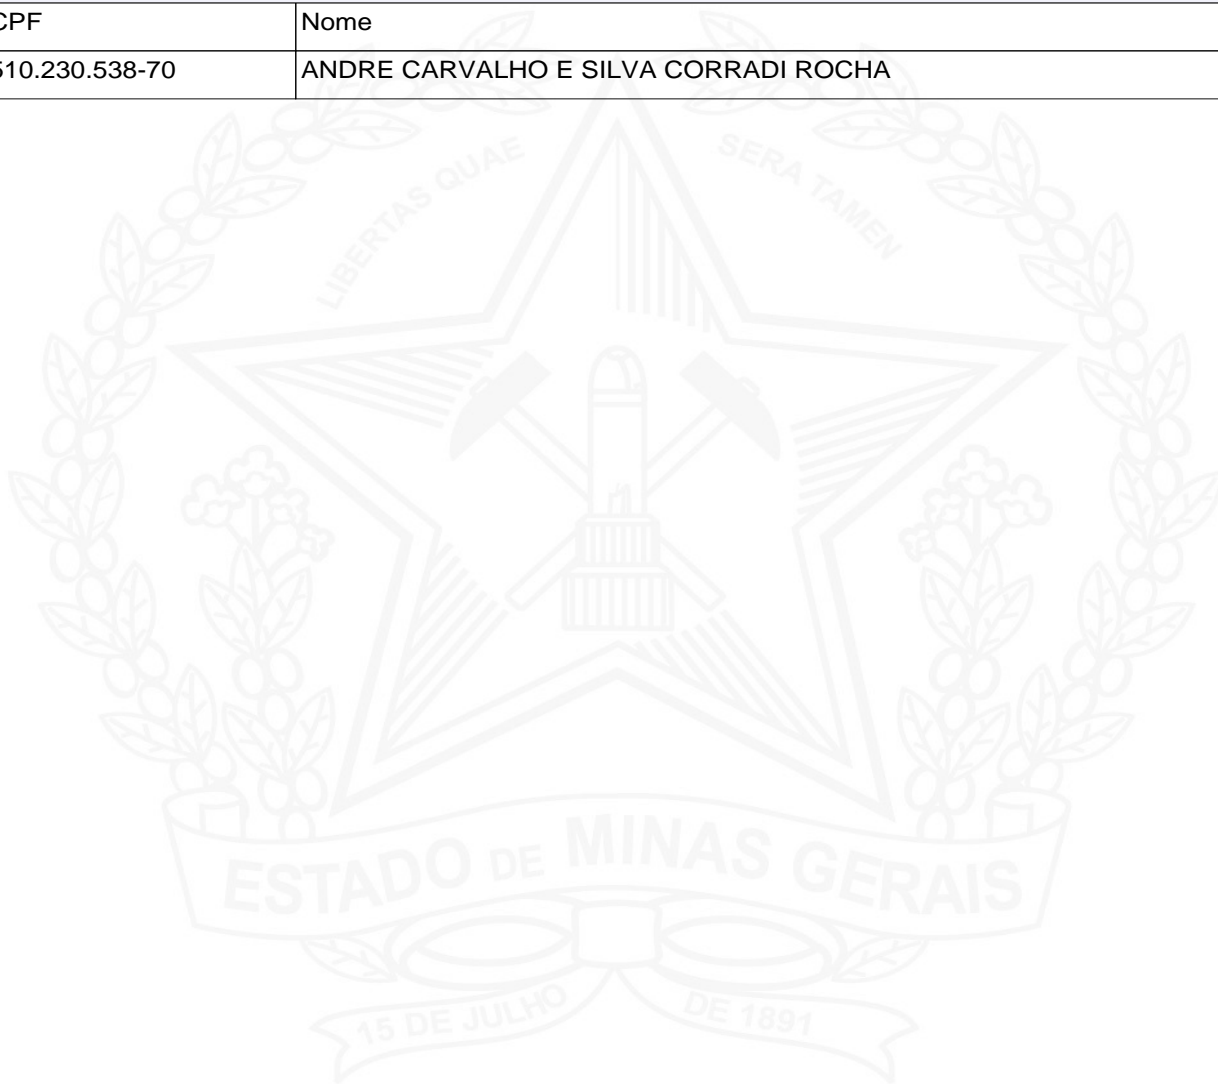 CPF Nome
510.230.538-70 ANDRE CARVALHO E SILVA CORRADI ROCHA
LIBERTAS QUAE SERA TAMEN
ESTADO DE MINAS GERAIS
15 DE JULHO DE 1891